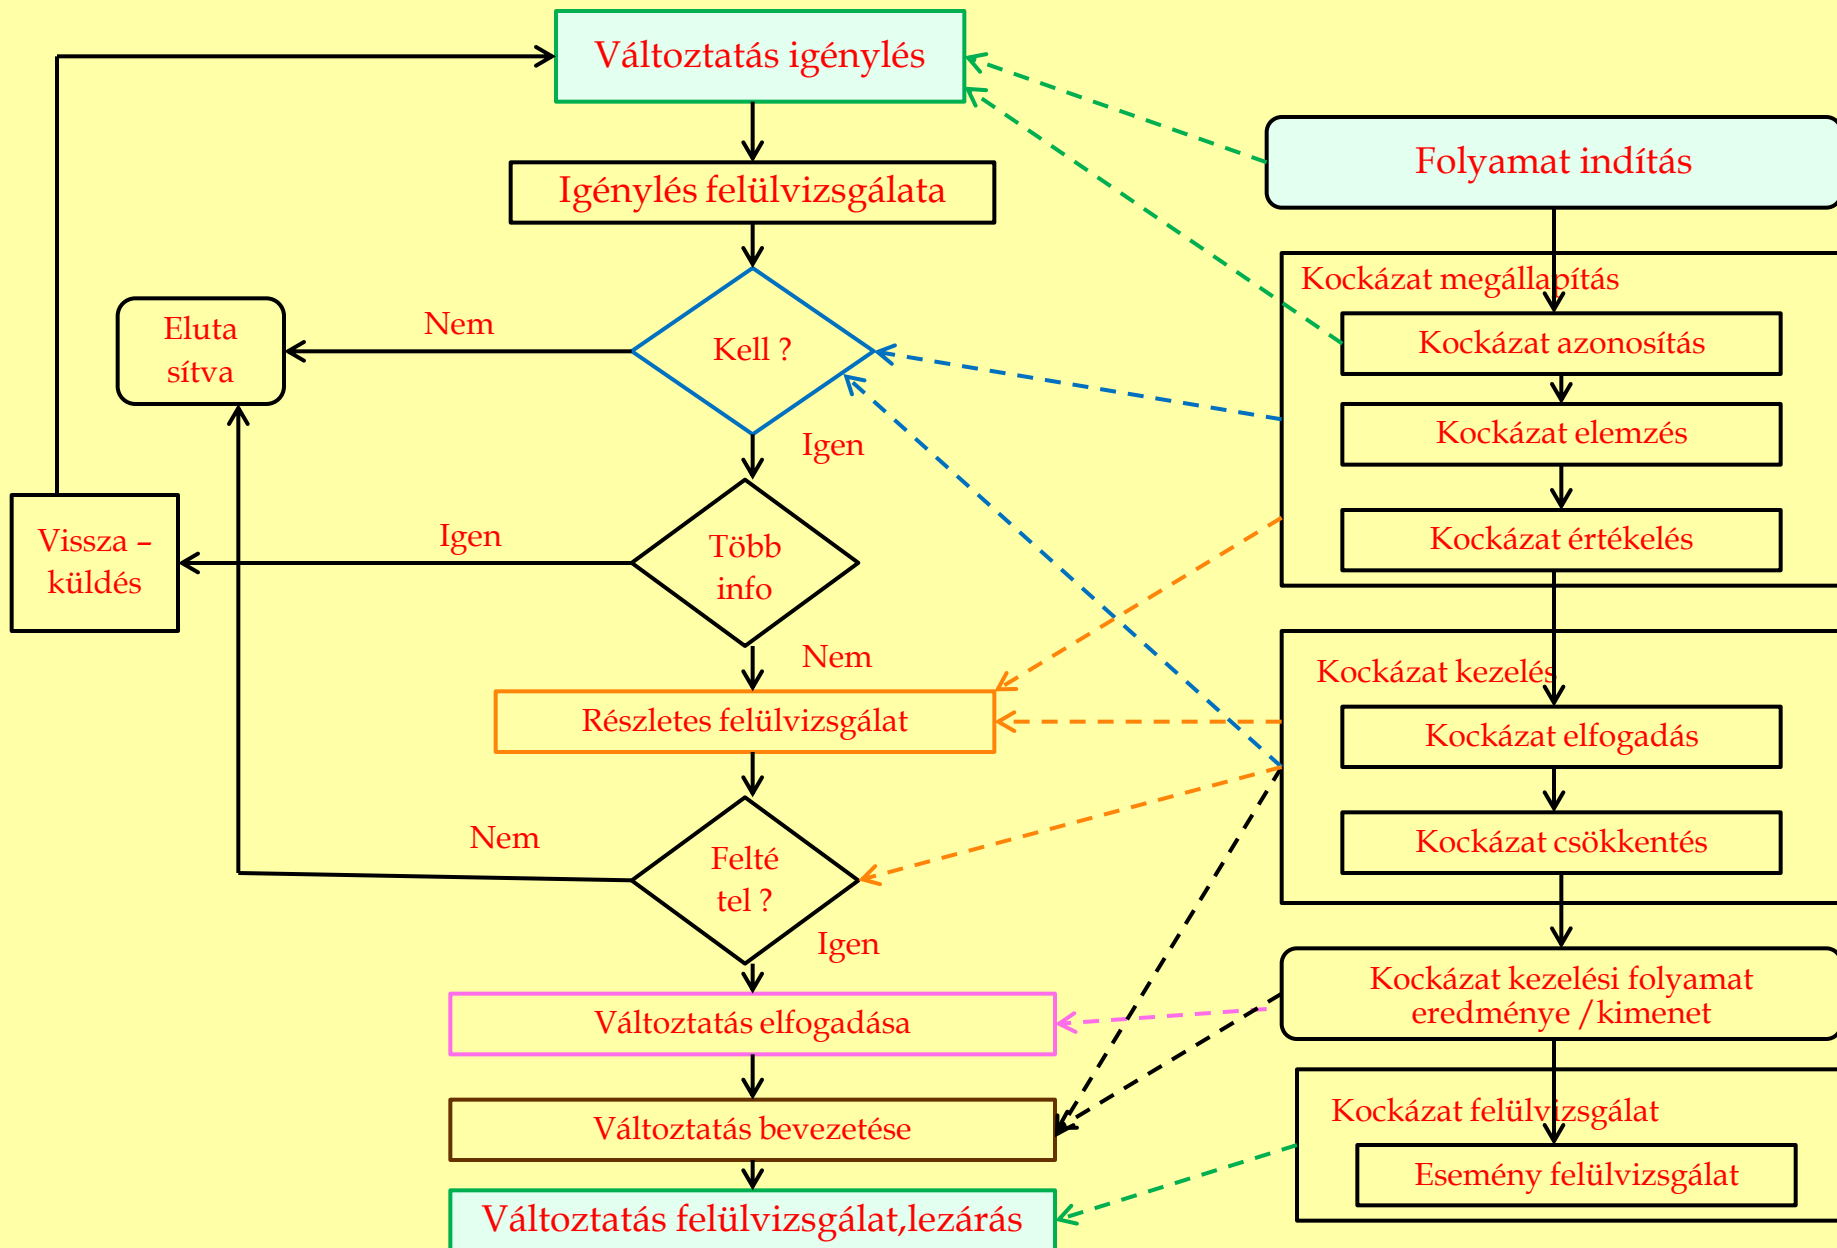 Változtatás igénylés
Igénylés felülvizsgálata
Kell ?
Nem
Eluta
sítva
Igen
Több
info
Igen
Vissza –
küldés
Nem
Részletes felülvizsgálat
Felté
tel ?
Nem
Igen
Változtatás elfogadása
Változtatás bevezetése
Változtatás felülvizsgálat,lezárás
Folyamat indítás
Kockázat megállapítás
Kockázat azonosítás
Kockázat elemzés
Kockázat értékelés
Kockázat kezelés
Kockázat elfogadás
Kockázat csökkentés
Kockázat kezelési folyamat
eredménye /kimenet
Kockázat felülvizsgálat
Esemény felülvizsgálat